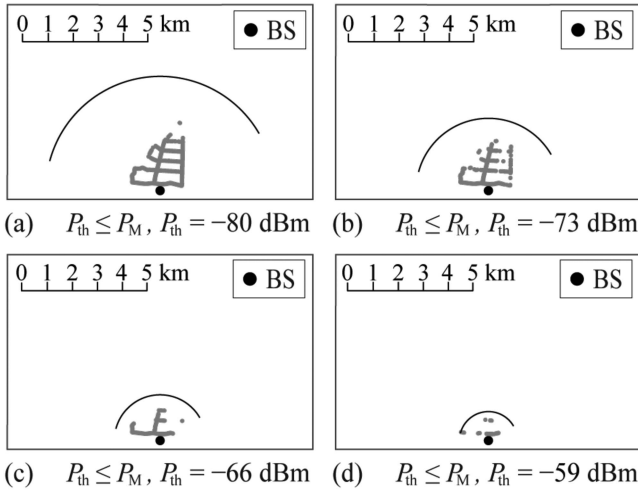 0 1 2 3 4 5 km
BS
0 1 2 3 4 5 km
BS
(a) Pth ≤ PM , Pth = −80 dBm
(b) Pth ≤ PM , Pth = −73 dBm
0 1 2 3 4 5 km
BS
0 1 2 3 4 5 km
BS
(c) Pth ≤ PM , Pth = −66 dBm
(d) Pth ≤ PM , Pth = −59 dBm